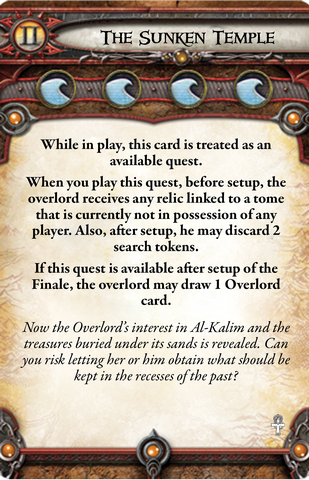 II
The Sunken Temple
While in play, this card is treated as an
available quest.
When you play this quest, before setup, the
overlord receives any relic linked to a tome
that is currently not in possession of any
player. Also, after setup, he may discard 2
search tokens.
If this quest is available after setup of the
Finale, the overlord may draw 1 Overlord
card.
Now the Overlord's interest in Al-Kalim and the
treasures buried under its sands is revealed. Can
you risk letting her or him obtain what should be
kept in the recesses of the past?